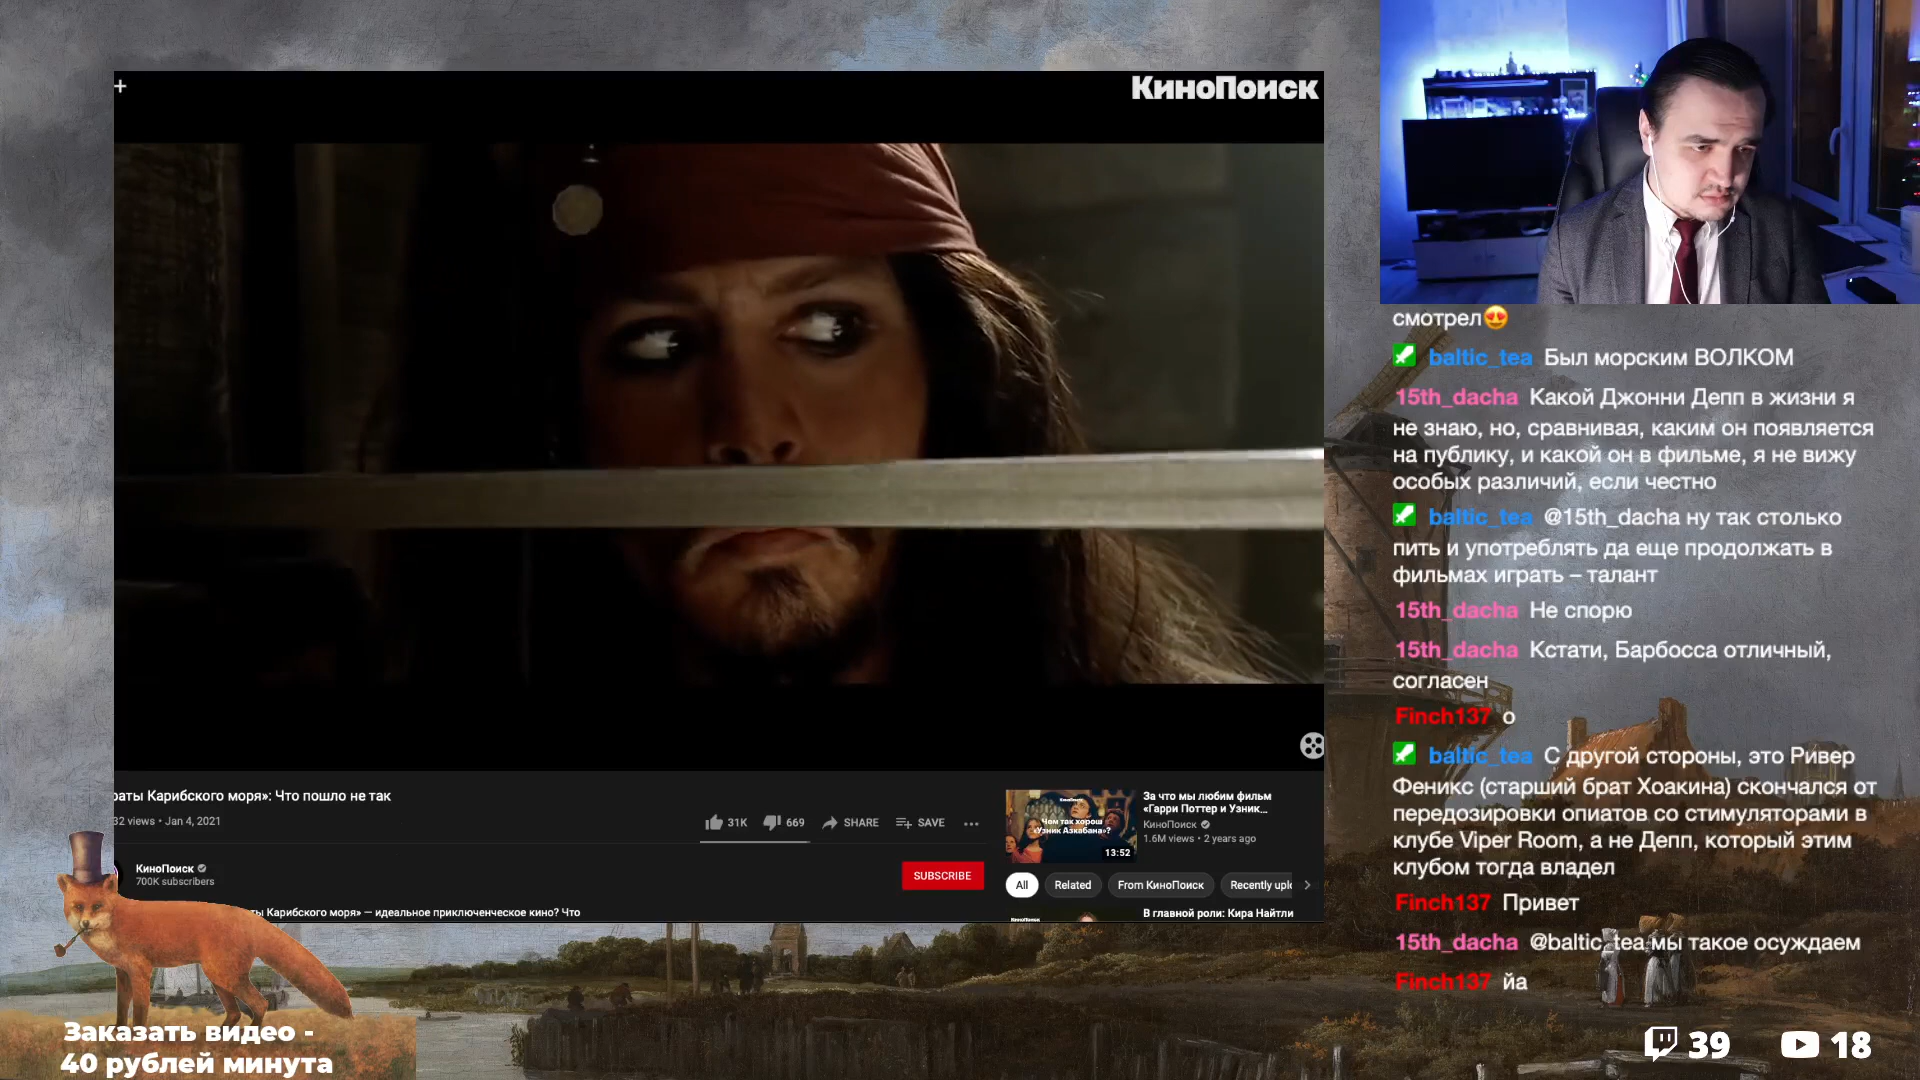 КиноПоиск
раты Карибского моря»: Что пошло не так
32 views • Jan 4, 2021
31K
669
SHARE
SAVE
КиноПоиск
700K subscribers
SUBSCRIBE
ты Карибского моря» — идеальное приключенческое кино? Что
Чем так хорош
«Узник Азкабана»?
13:52
За что мы любим фильм
«Гарри Поттер и Узник...
КиноПоиск
1.6M views • 2 years ago
All
Related
From КиноПоиск
Recently uplo
В главной роли: Кира Найтли
Заказать видео -
40 рублей минута
смотрел😍
baltic_tea Был морским ВОЛКОМ
15th_dacha Какой Джонни Депп в жизни я
не знаю, но, сравнивая, каким он появляется
на публику, и какой он в фильме, я не вижу
особых различий, если честно
baltic_tea @15th_dacha ну так столько
пить и употреблять да еще продолжать в
фильмах играть – талант
15th_dacha Не спорю
15th_dacha Кстати, Барбосса отличный,
согласен
Finch137 о
baltic_tea С другой стороны, это Ривер
Феникс (старший брат Хоакина) скончался от
передозировки опиатов со стимуляторами в
клубе Viper Room, а не Депп, который этим
клубом тогда владел
Finch137 Привет
15th_dacha @baltic_tea мы такое осуждаем
Finch137 йа
39
18